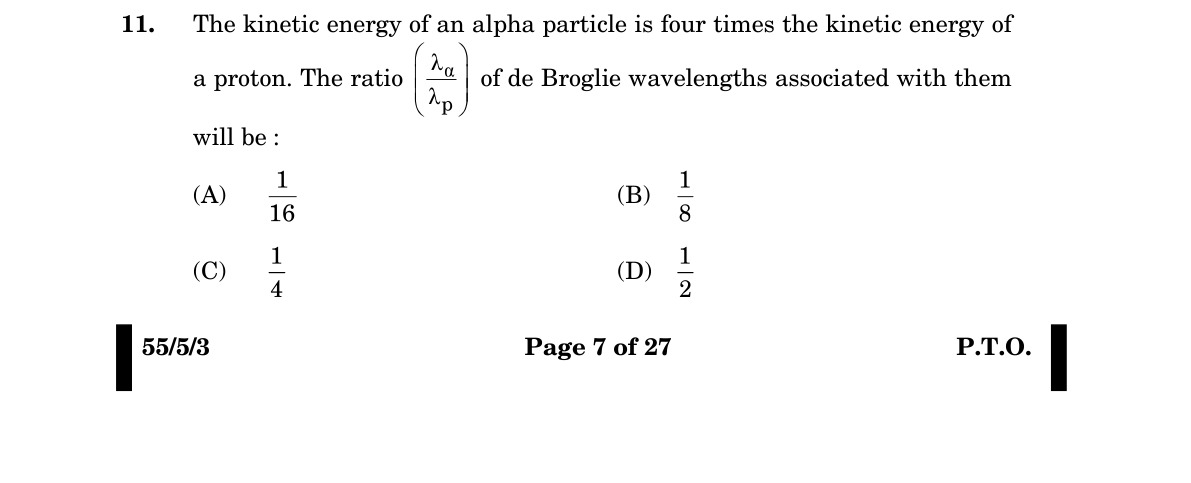 11. The kinetic energy of an alpha particle is four times the kinetic energy of
a proton. The ratio (λα/λp) of de Broglie wavelengths associated with them
will be :
(A) 1/16 (B) 1/8
(C) 1/4 (D) 1/2
55/5/3 Page 7 of 27 P.T.O.